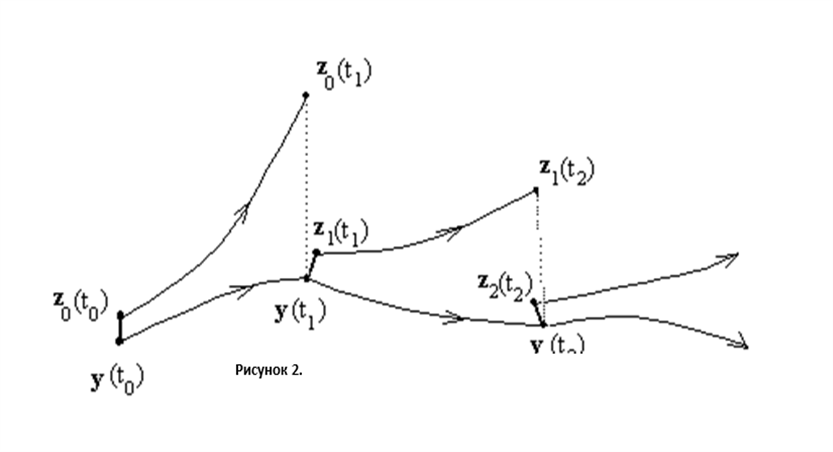 z₀(t₁)
z₁(t₂)
z₁(t₁)
z₂(t₂)
z₀(t₀)
y(t₁)
y(t₀)
Рисунок 2.